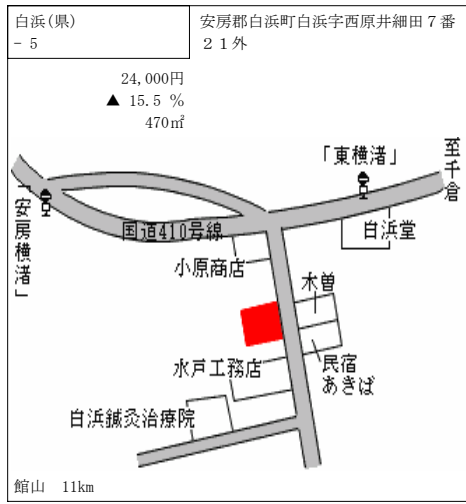 白浜(県)
- 5
安房郡白浜町白浜字西原井細田７番
２１外
24,000円
▲ 15.5 %
470㎡
「東横渚」
至千倉
「安房横渚」
国道410号線
白浜堂
小原商店
木曽
水戸工務店
民宿
あきば
白浜鍼灸治療院
館山　11km